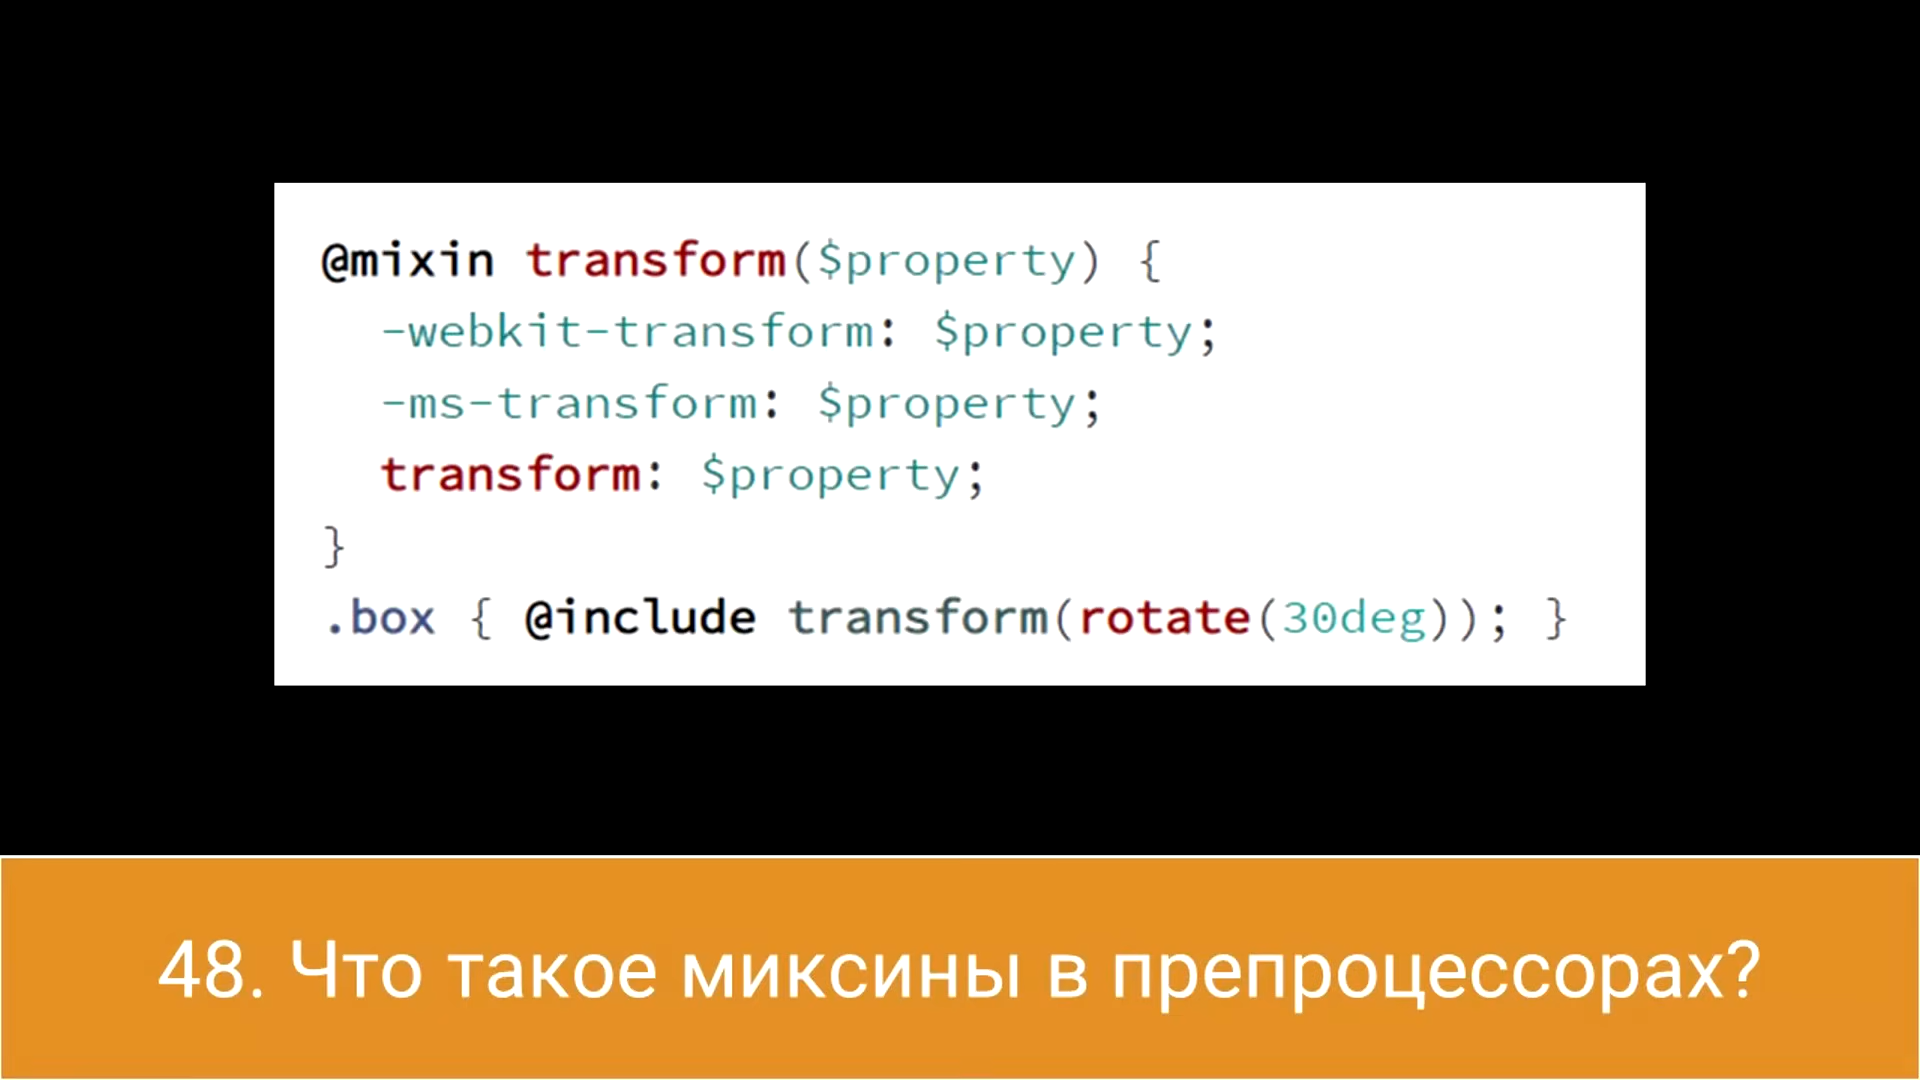 @mixin transform($property) {
-webkit-transform: $property;
-ms-transform: $property;
transform: $property;
}
.box { @include transform(rotate(30deg)); }
48. Что такое миксины в препроцессорах?